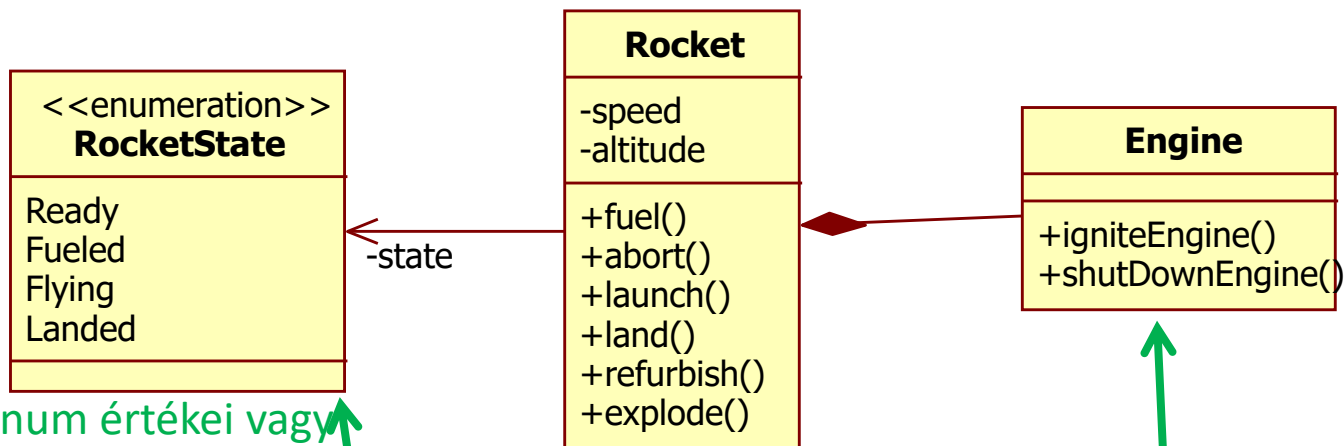 <<enumeration>>
RocketState
Ready
Fueled
Flying
Landed
-state
Rocket
-speed
-altitude
+fuel()
+abort()
+launch()
+land()
+refurbish()
+explode()
Engine
+igniteEngine()
+shutDownEngine()
num értékei vagy